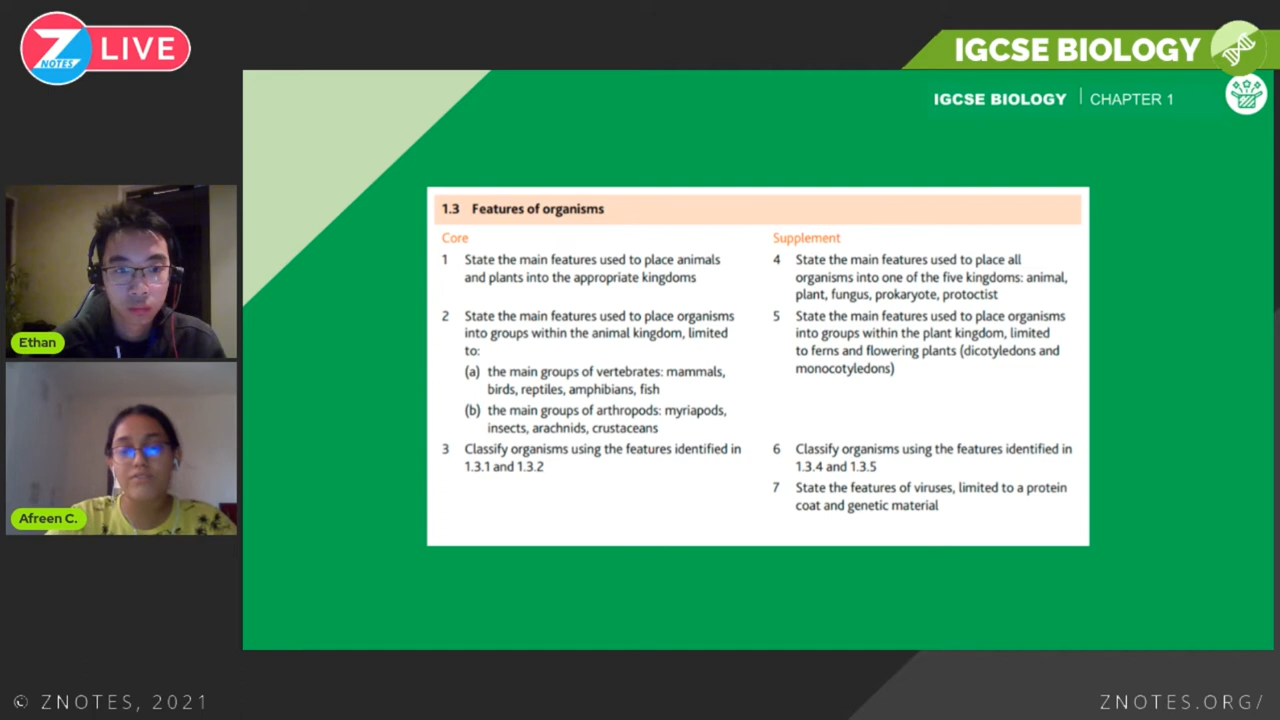 Z
NOTES
LIVE
IGCSE BIOLOGY
IGCSE BIOLOGY | CHAPTER 1
1.3 Features of organisms
Core
1 State the main features used to place animals
and plants into the appropriate kingdoms
2 State the main features used to place organisms
into groups within the animal kingdom, limited
to:
(a) the main groups of vertebrates: mammals,
birds, reptiles, amphibians, fish
(b) the main groups of arthropods: myriapods,
insects, arachnids, crustaceans
3 Classify organisms using the features identified in
1.3.1 and 1.3.2
Supplement
4 State the main features used to place all
organisms into one of the five kingdoms: animal,
plant, fungus, prokaryote, protoctist
5 State the main features used to place organisms
into groups within the plant kingdom, limited
to ferns and flowering plants (dicotyledons and
monocotyledons)
6 Classify organisms using the features identified in
1.3.4 and 1.3.5
7 State the features of viruses, limited to a protein
coat and genetic material
Ethan
Afreen C.
© ZNOTES, 2021
ZNOTES.ORG/